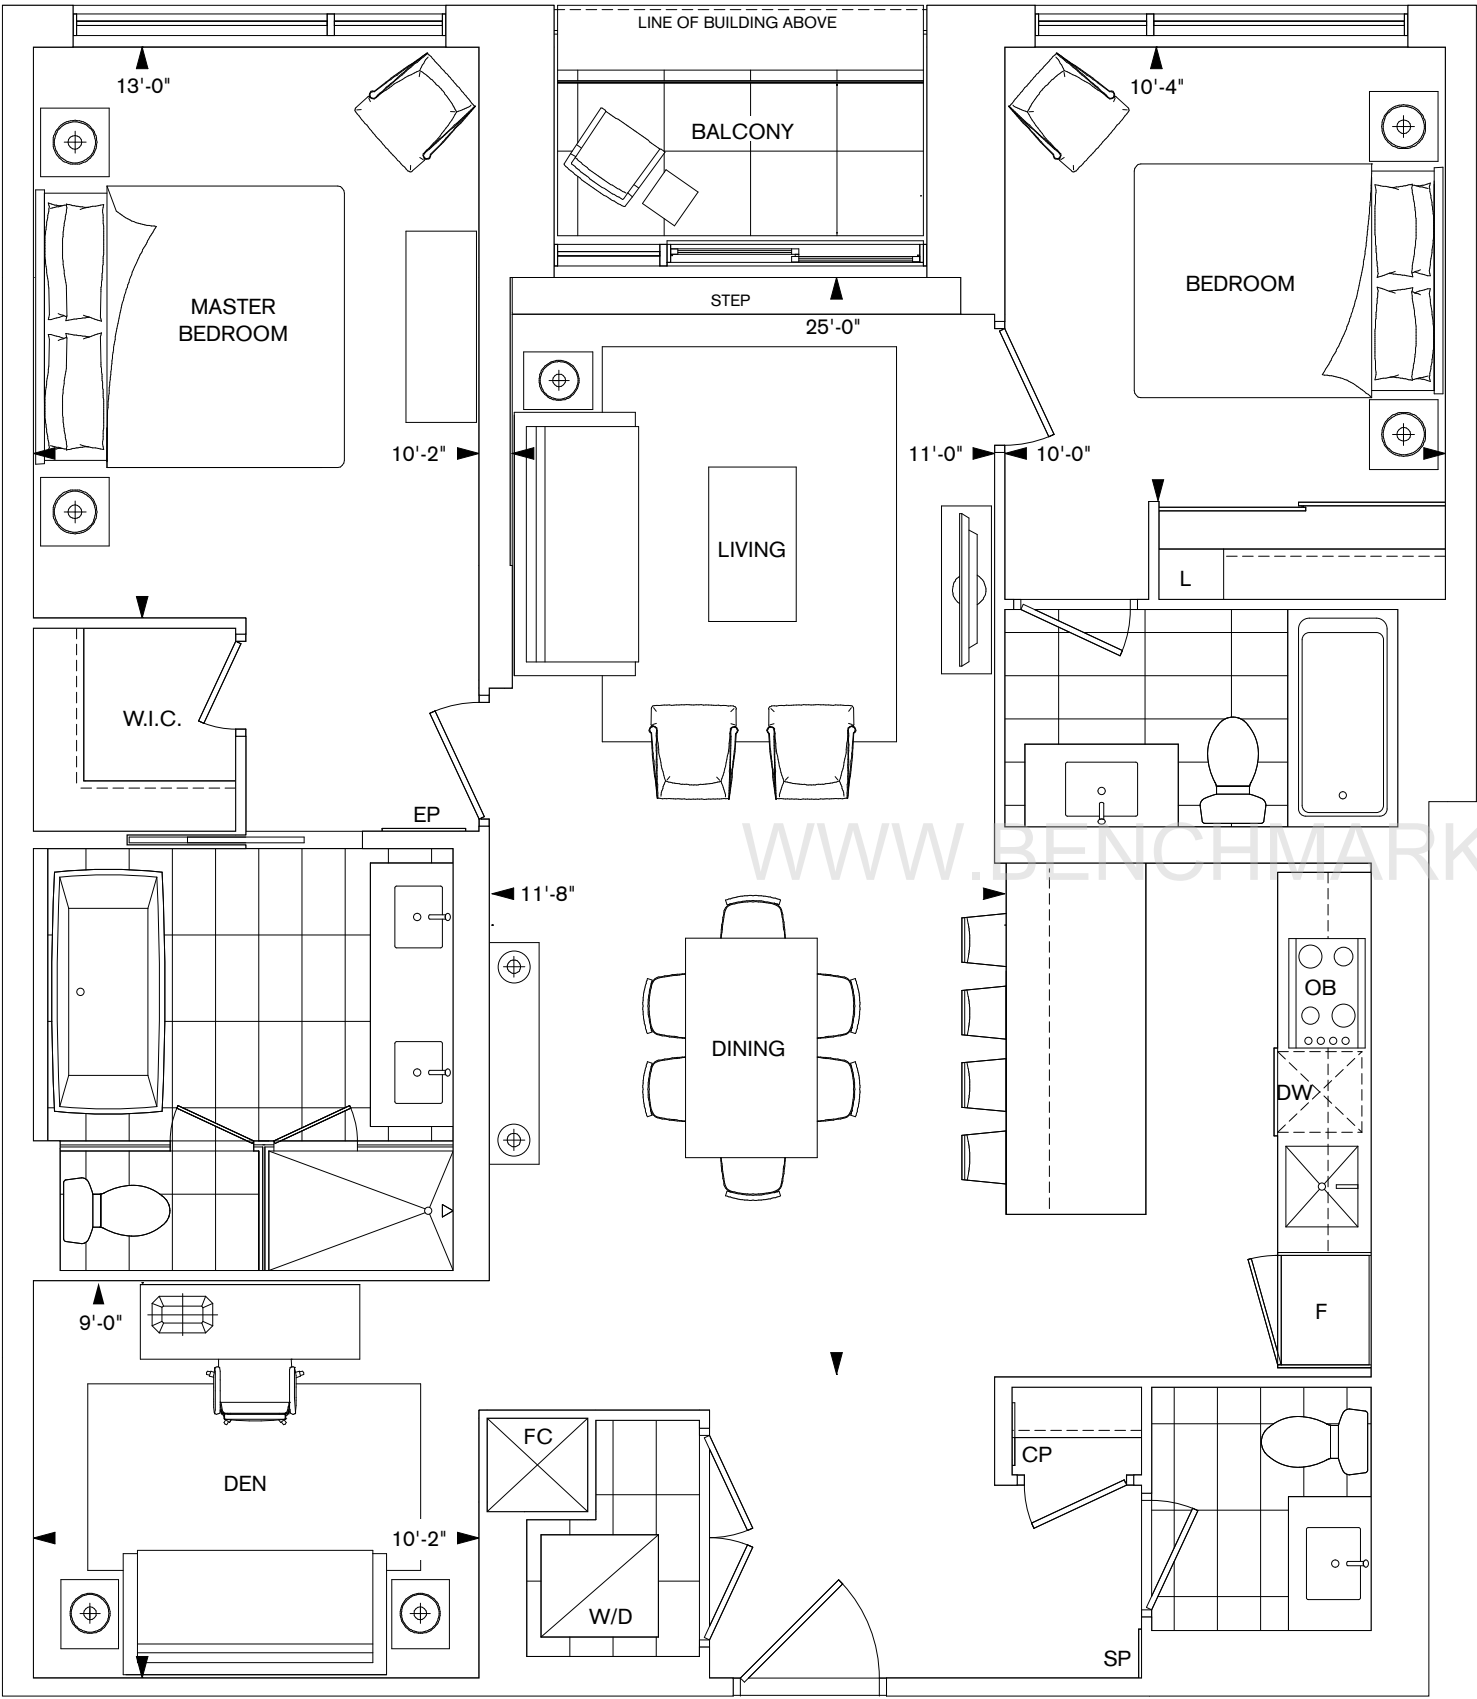 LINE OF BUILDING ABOVE
13'-0"
10'-4"
BALCONY
BEDROOM
MASTER
BEDROOM
STEP
25'-0"
10'-2"
11'-0"
10'-0"
LIVING
L
W.I.C.
EP
WWW.BENCHMARK
11'-8"
OB
DINING
DW
9'-0"
F
FC
CP
DEN
10'-2"
W/D
SP